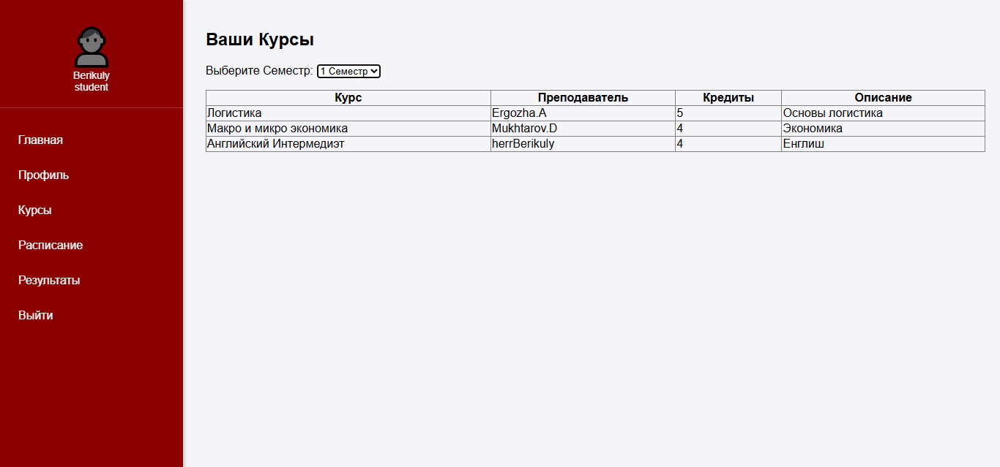 Berikuly
student
Главная
Профиль
Курсы
Расписание
Результаты
Выйти
Ваши Курсы
Выберите Семестр: 1 Семестр
Курс Преподаватель Кредиты Описание
Логистика Ergozha.A 5 Основы логистика
Макро и микро экономика Mukhtarov.D 4 Экономика
Английский Интермедиэт herrBerikuly 4 Енглиш